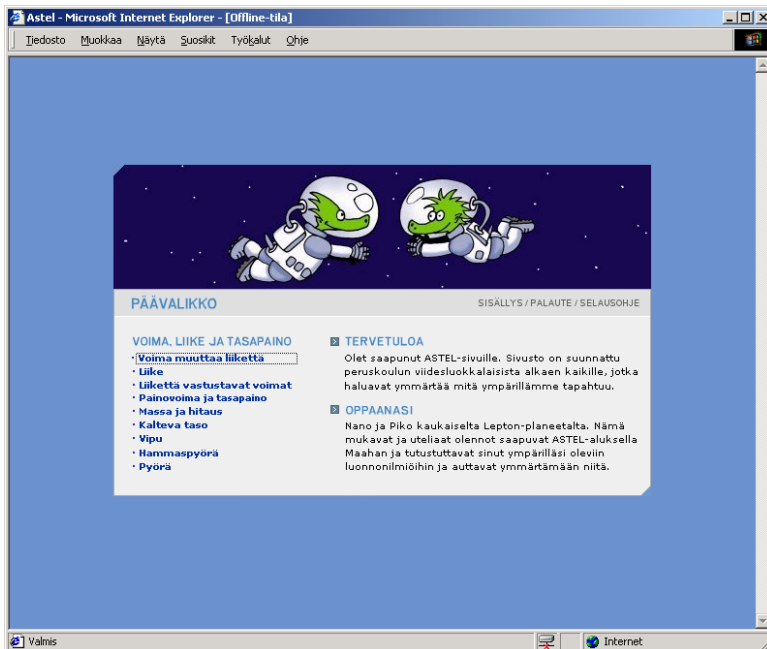 Astel - Microsoft Internet Explorer - [Offline-tila]
Tiedosto Muokkaa Näytä Suosikit Työkalut Ohje
PÄÄVALIKKO
SISÄLLYS / PALAUTE / SELAUSOHJE
VOIMA, LIIKE JA TASAPAINO
· Voima muuttaa liikettä
· Liike
· Liikettä vastustavat voimat
· Painovoima ja tasapaino
· Massa ja hitaus
· Kalteva taso
· Vipu
· Hammaspyörä
· Pyörä
TERVETULOA
Olet saapunut ASTEL-sivuille. Sivusto on suunnattu
peruskoulun viidesluokkalaisista alkaen kaikille, jotka
haluavat ymmärtää mitä ympärillämme tapahtuu.
OPPAANASI
Nano ja Piko kaukaiselta Lepton-planeetalta. Nämä
mukavat ja uteliaat olennot saapuvat ASTEL-aluksella
Maahan ja tutustuttavat sinut ympärilläsi oleviin
luonnonilmiöihin ja auttavat ymmärtämään niitä.
Valmis
Internet